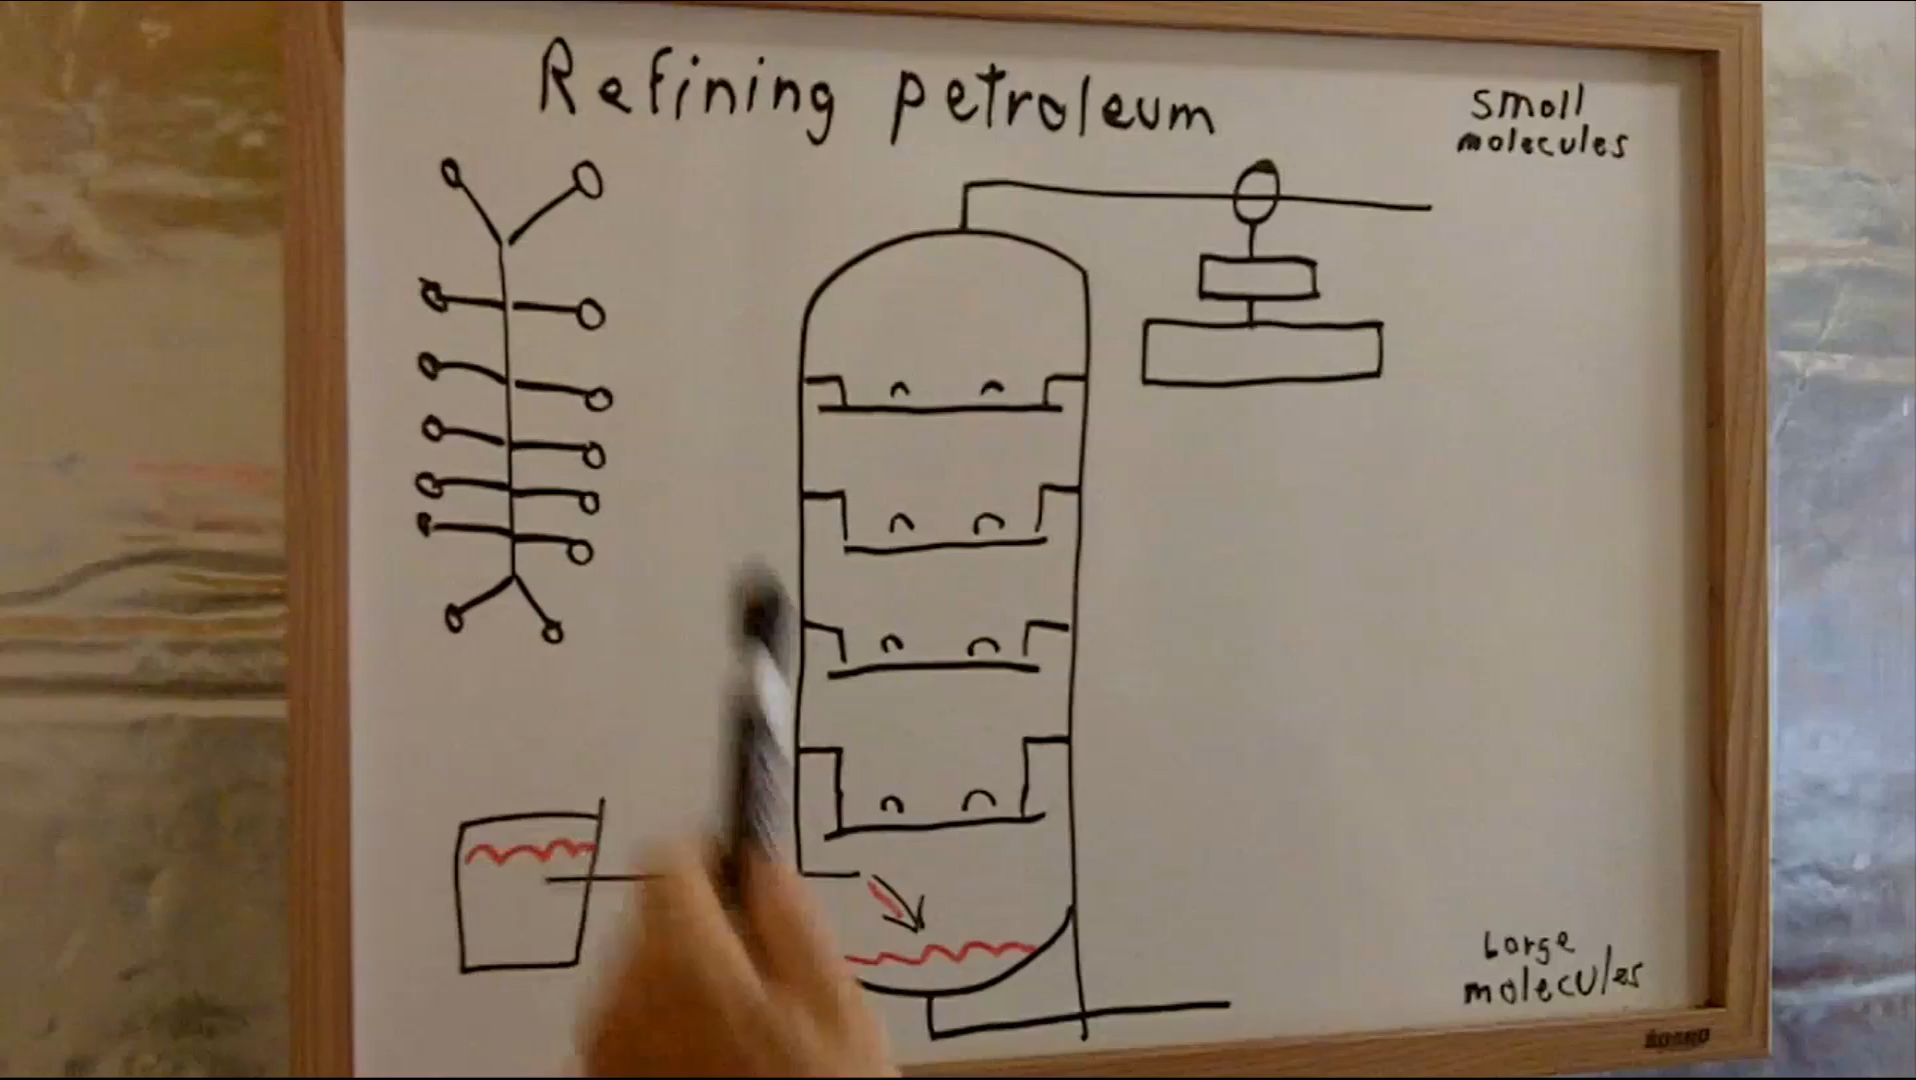 Refining petroleum
Small
molecules
Large
molecules